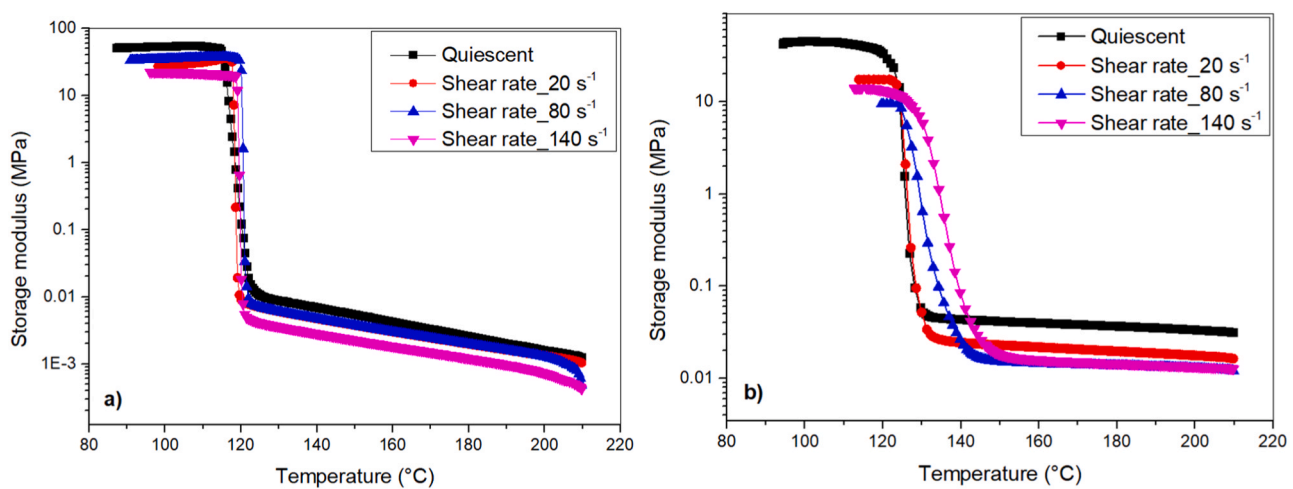 100
10
1
0.1
0.01
1E-3
Storage modulus (MPa)
Quiescent
Shear rate_20 s⁻¹
Shear rate_80 s⁻¹
Shear rate_140 s⁻¹
a)
80 100 120 140 160 180 200 220
Temperature (°C)
10
1
0.1
0.01
Storage modulus (MPa)
Quiescent
Shear rate_20 s⁻¹
Shear rate_80 s⁻¹
Shear rate_140 s⁻¹
b)
80 100 120 140 160 180 200 220
Temperature (°C)